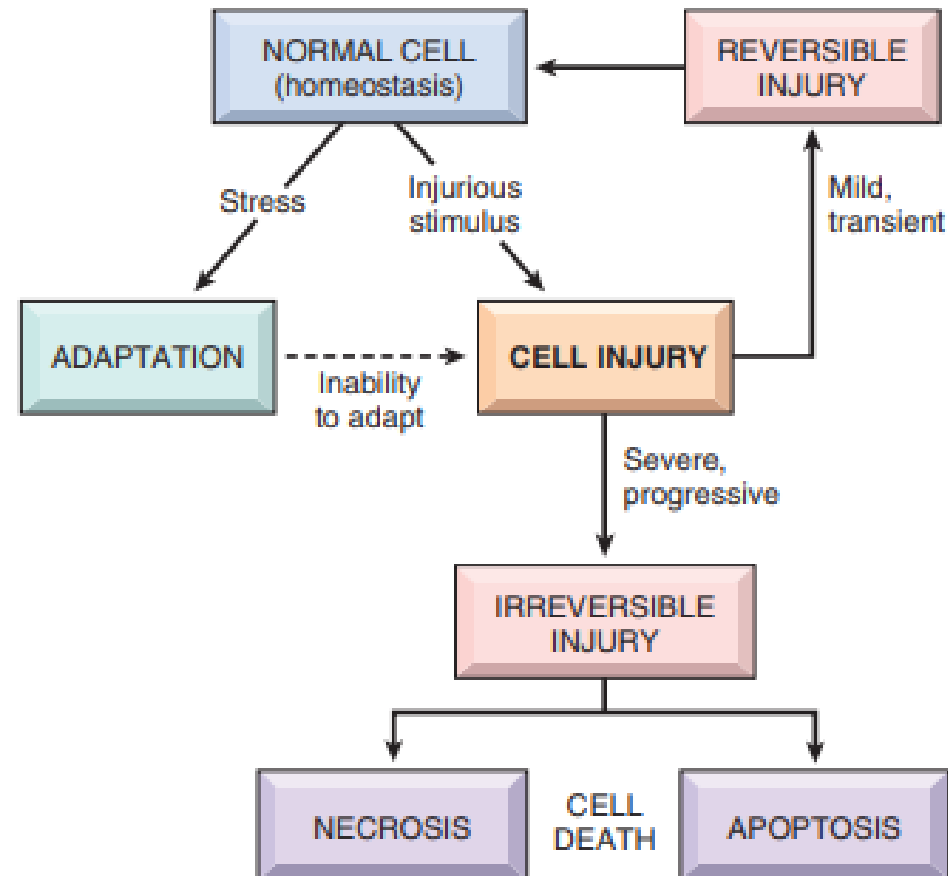 NORMAL CELL
(homeostasis)
REVERSIBLE
INJURY
Stress
Injurious
stimulus
Mild,
transient
ADAPTATION
Inability
to adapt
CELL INJURY
Severe,
progressive
IRREVERSIBLE
INJURY
NECROSIS
CELL
DEATH
APOPTOSIS